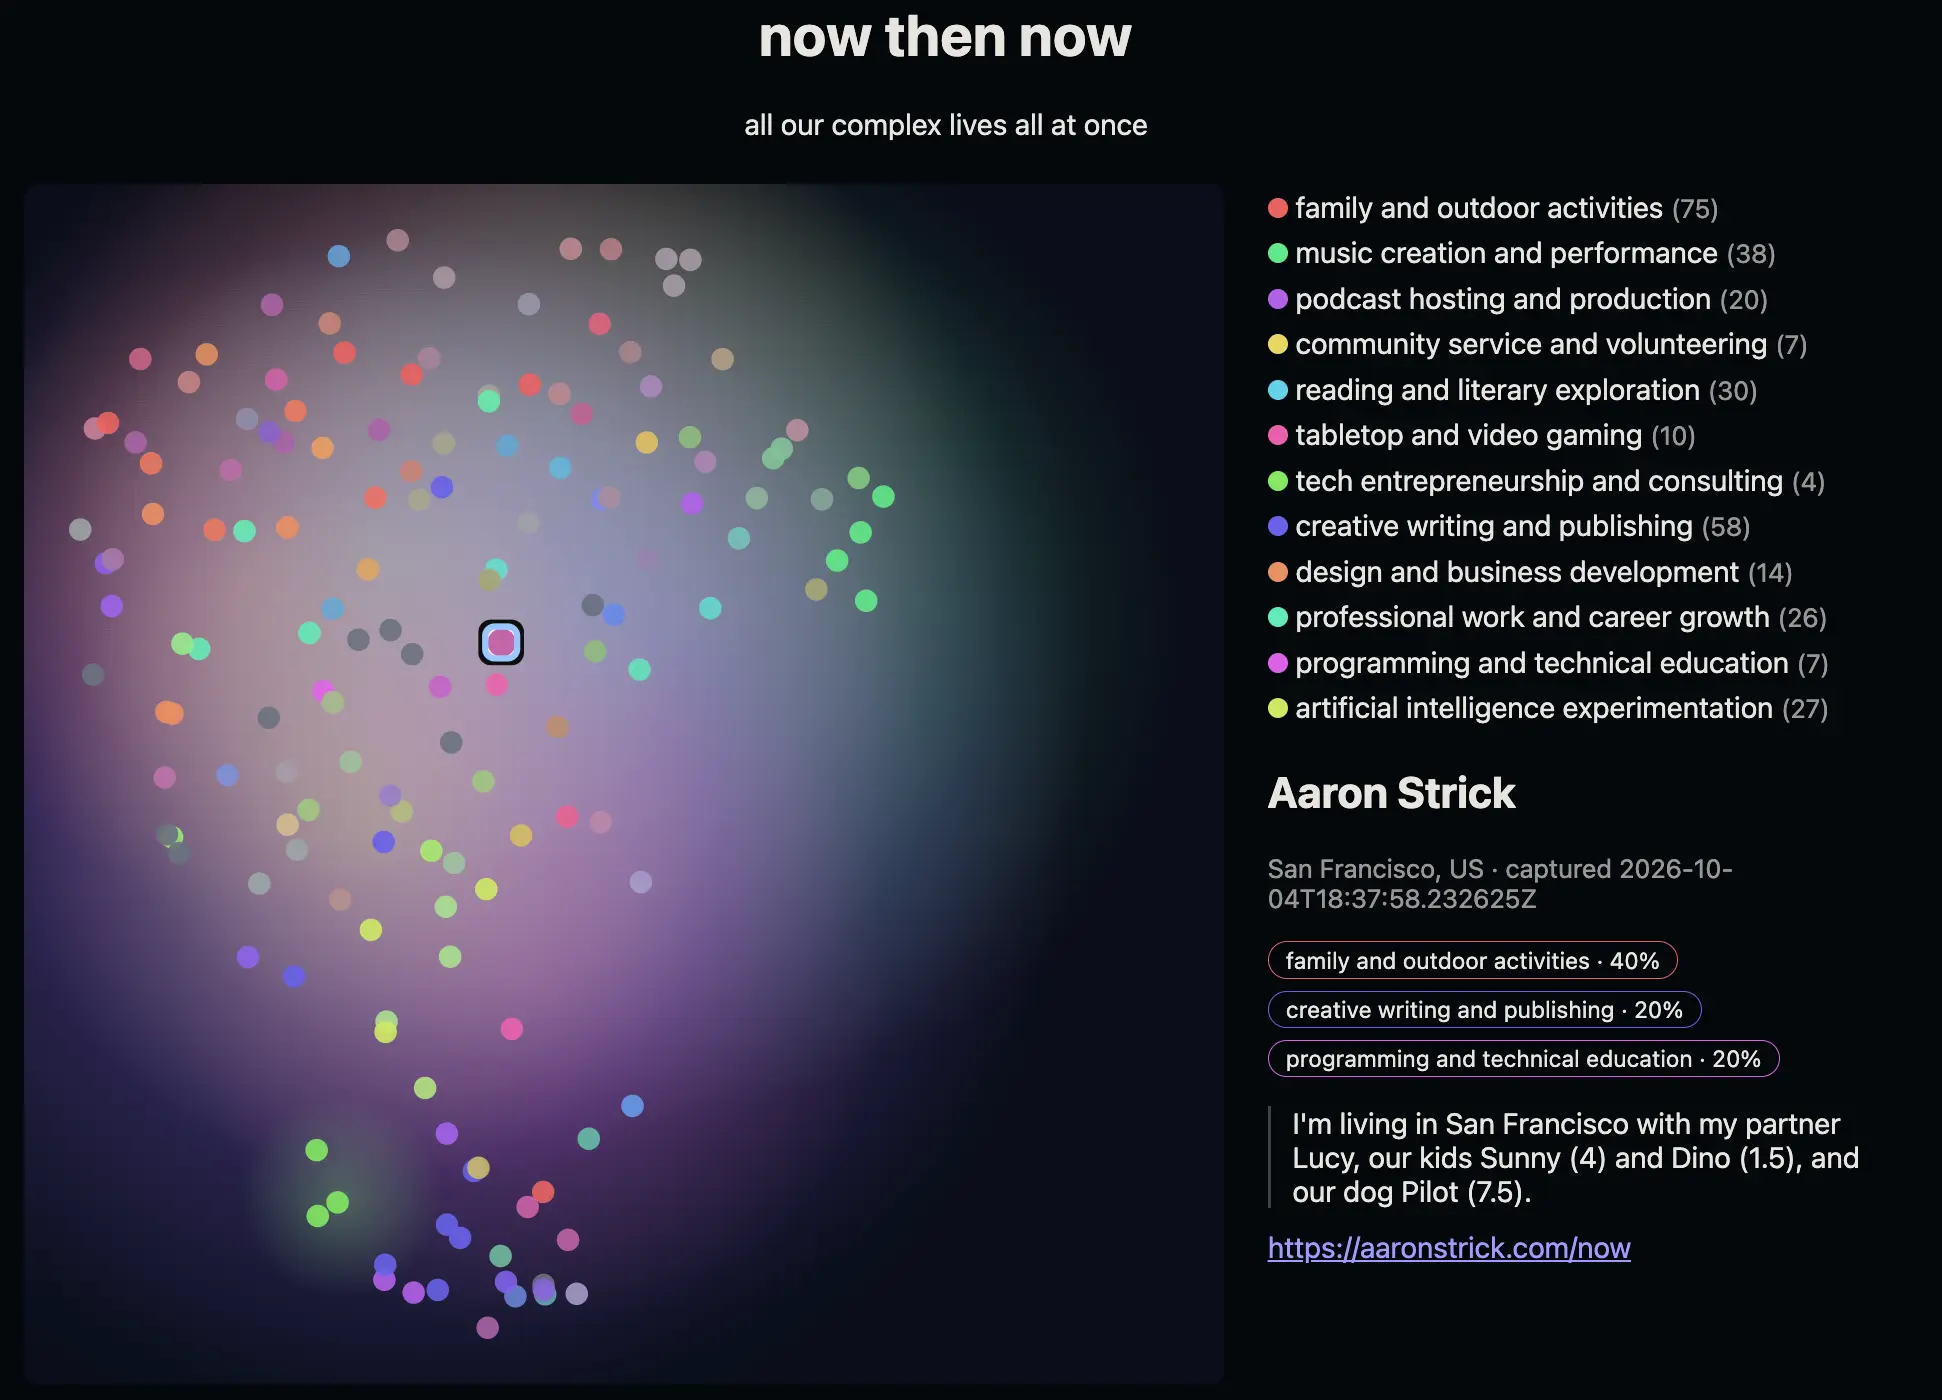 now then now
all our complex lives all at once
family and outdoor activities (75)
music creation and performance (38)
podcast hosting and production (20)
community service and volunteering (7)
reading and literary exploration (30)
tabletop and video gaming (10)
tech entrepreneurship and consulting (4)
creative writing and publishing (58)
design and business development (14)
professional work and career growth (26)
programming and technical education (7)
artificial intelligence experimentation (27)
Aaron Strick
San Francisco, US · captured 2026-10-
04T18:37:58.232625Z
family and outdoor activities · 40%
creative writing and publishing · 20%
programming and technical education · 20%
I'm living in San Francisco with my partner
Lucy, our kids Sunny (4) and Dino (1.5), and
our dog Pilot (7.5).
https://aaronstrick.com/now